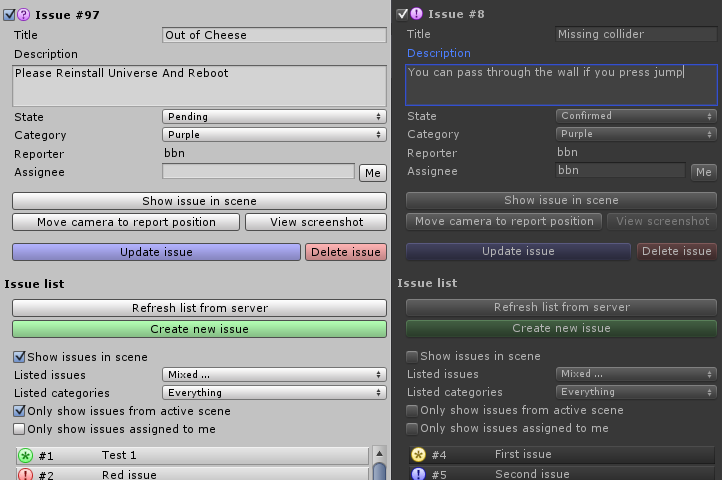 Issue #97
Title
Out of Cheese
Description
Please Reinstall Universe And Reboot
State
Pending
Category
Purple
Reporter
bbn
Assignee
Me
Show issue in scene
Move camera to report position
View screenshot
Update issue
Delete issue
Issue list
Refresh list from server
Create new issue
Show issues in scene
Listed issues
Mixed ...
Listed categories
Everything
Only show issues from active scene
Only show issues assigned to me
#1
Test 1
#2
Red issue
Issue #8
Title
Missing collider
Description
You can pass through the wall if you press jump
State
Confirmed
Category
Purple
Reporter
bbn
Assignee
bbn
Me
Show issue in scene
Move camera to report position
View screenshot
Update issue
Delete issue
Issue list
Refresh list from server
Create new issue
Show issues in scene
Listed issues
Mixed ...
Listed categories
Everything
Only show issues from active scene
Only show issues assigned to me
#4
First issue
#5
Second issue